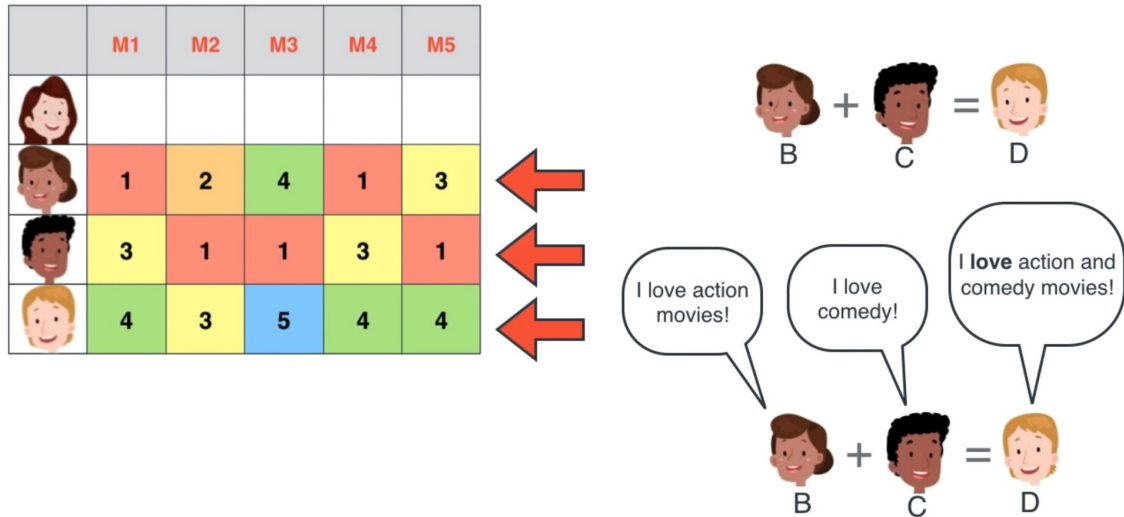 M1 M2 M3 M4 M5
1 2 4 1 3
3 1 1 3 1
4 3 5 4 4
+ =
B C D
I love action
movies!
I love
comedy!
I love action and
comedy movies!
+ =
B C D